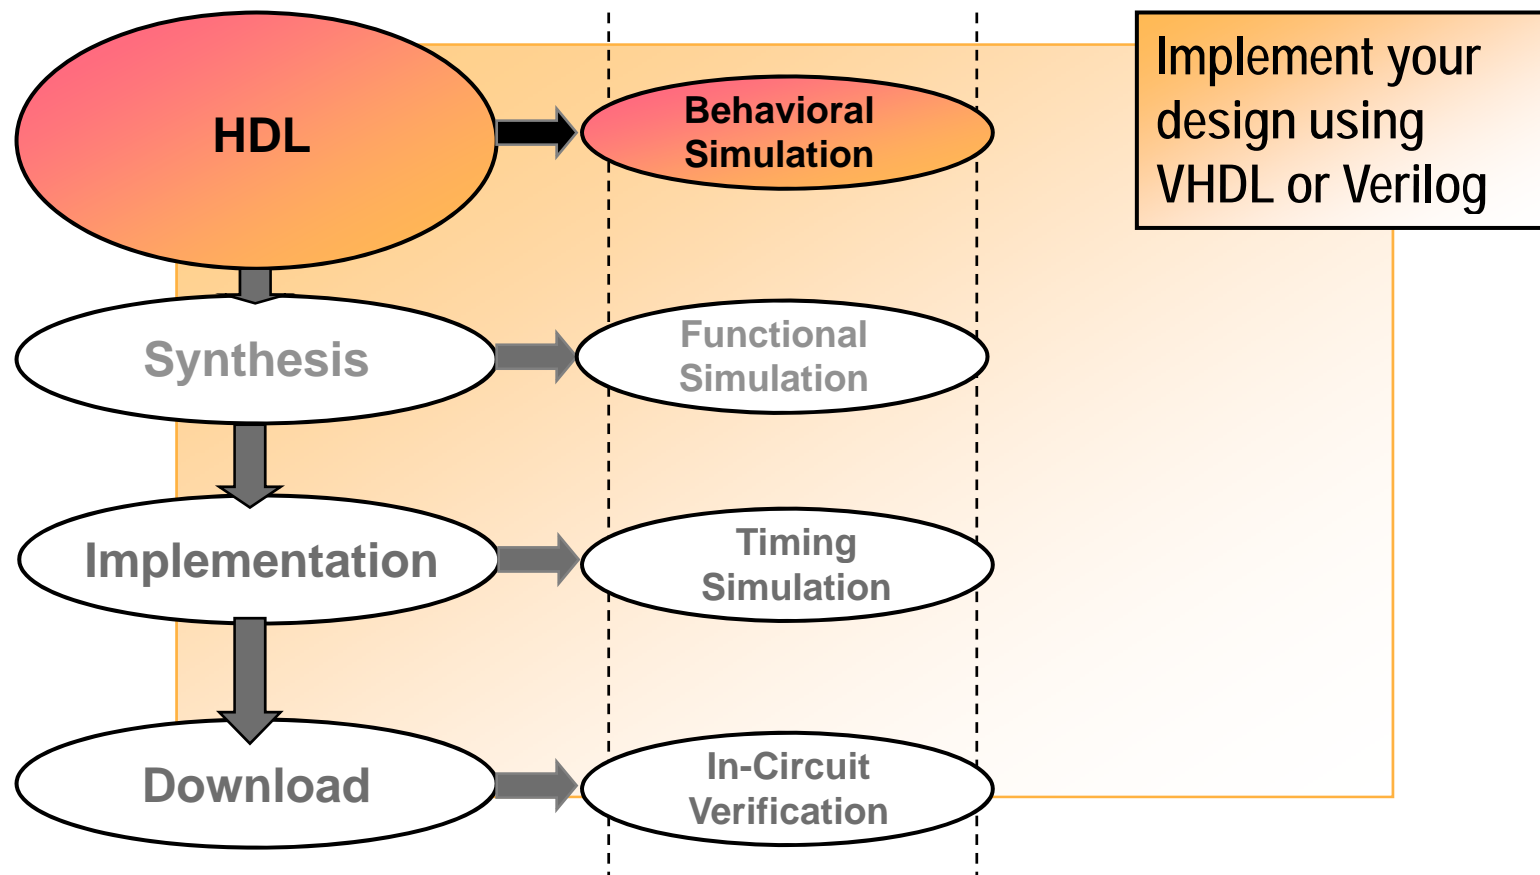 HDL
Behavioral
Simulation
Implement your
design using
VHDL or Verilog
Synthesis
Functional
Simulation
Implementation
Timing
Simulation
Download
In-Circuit
Verification